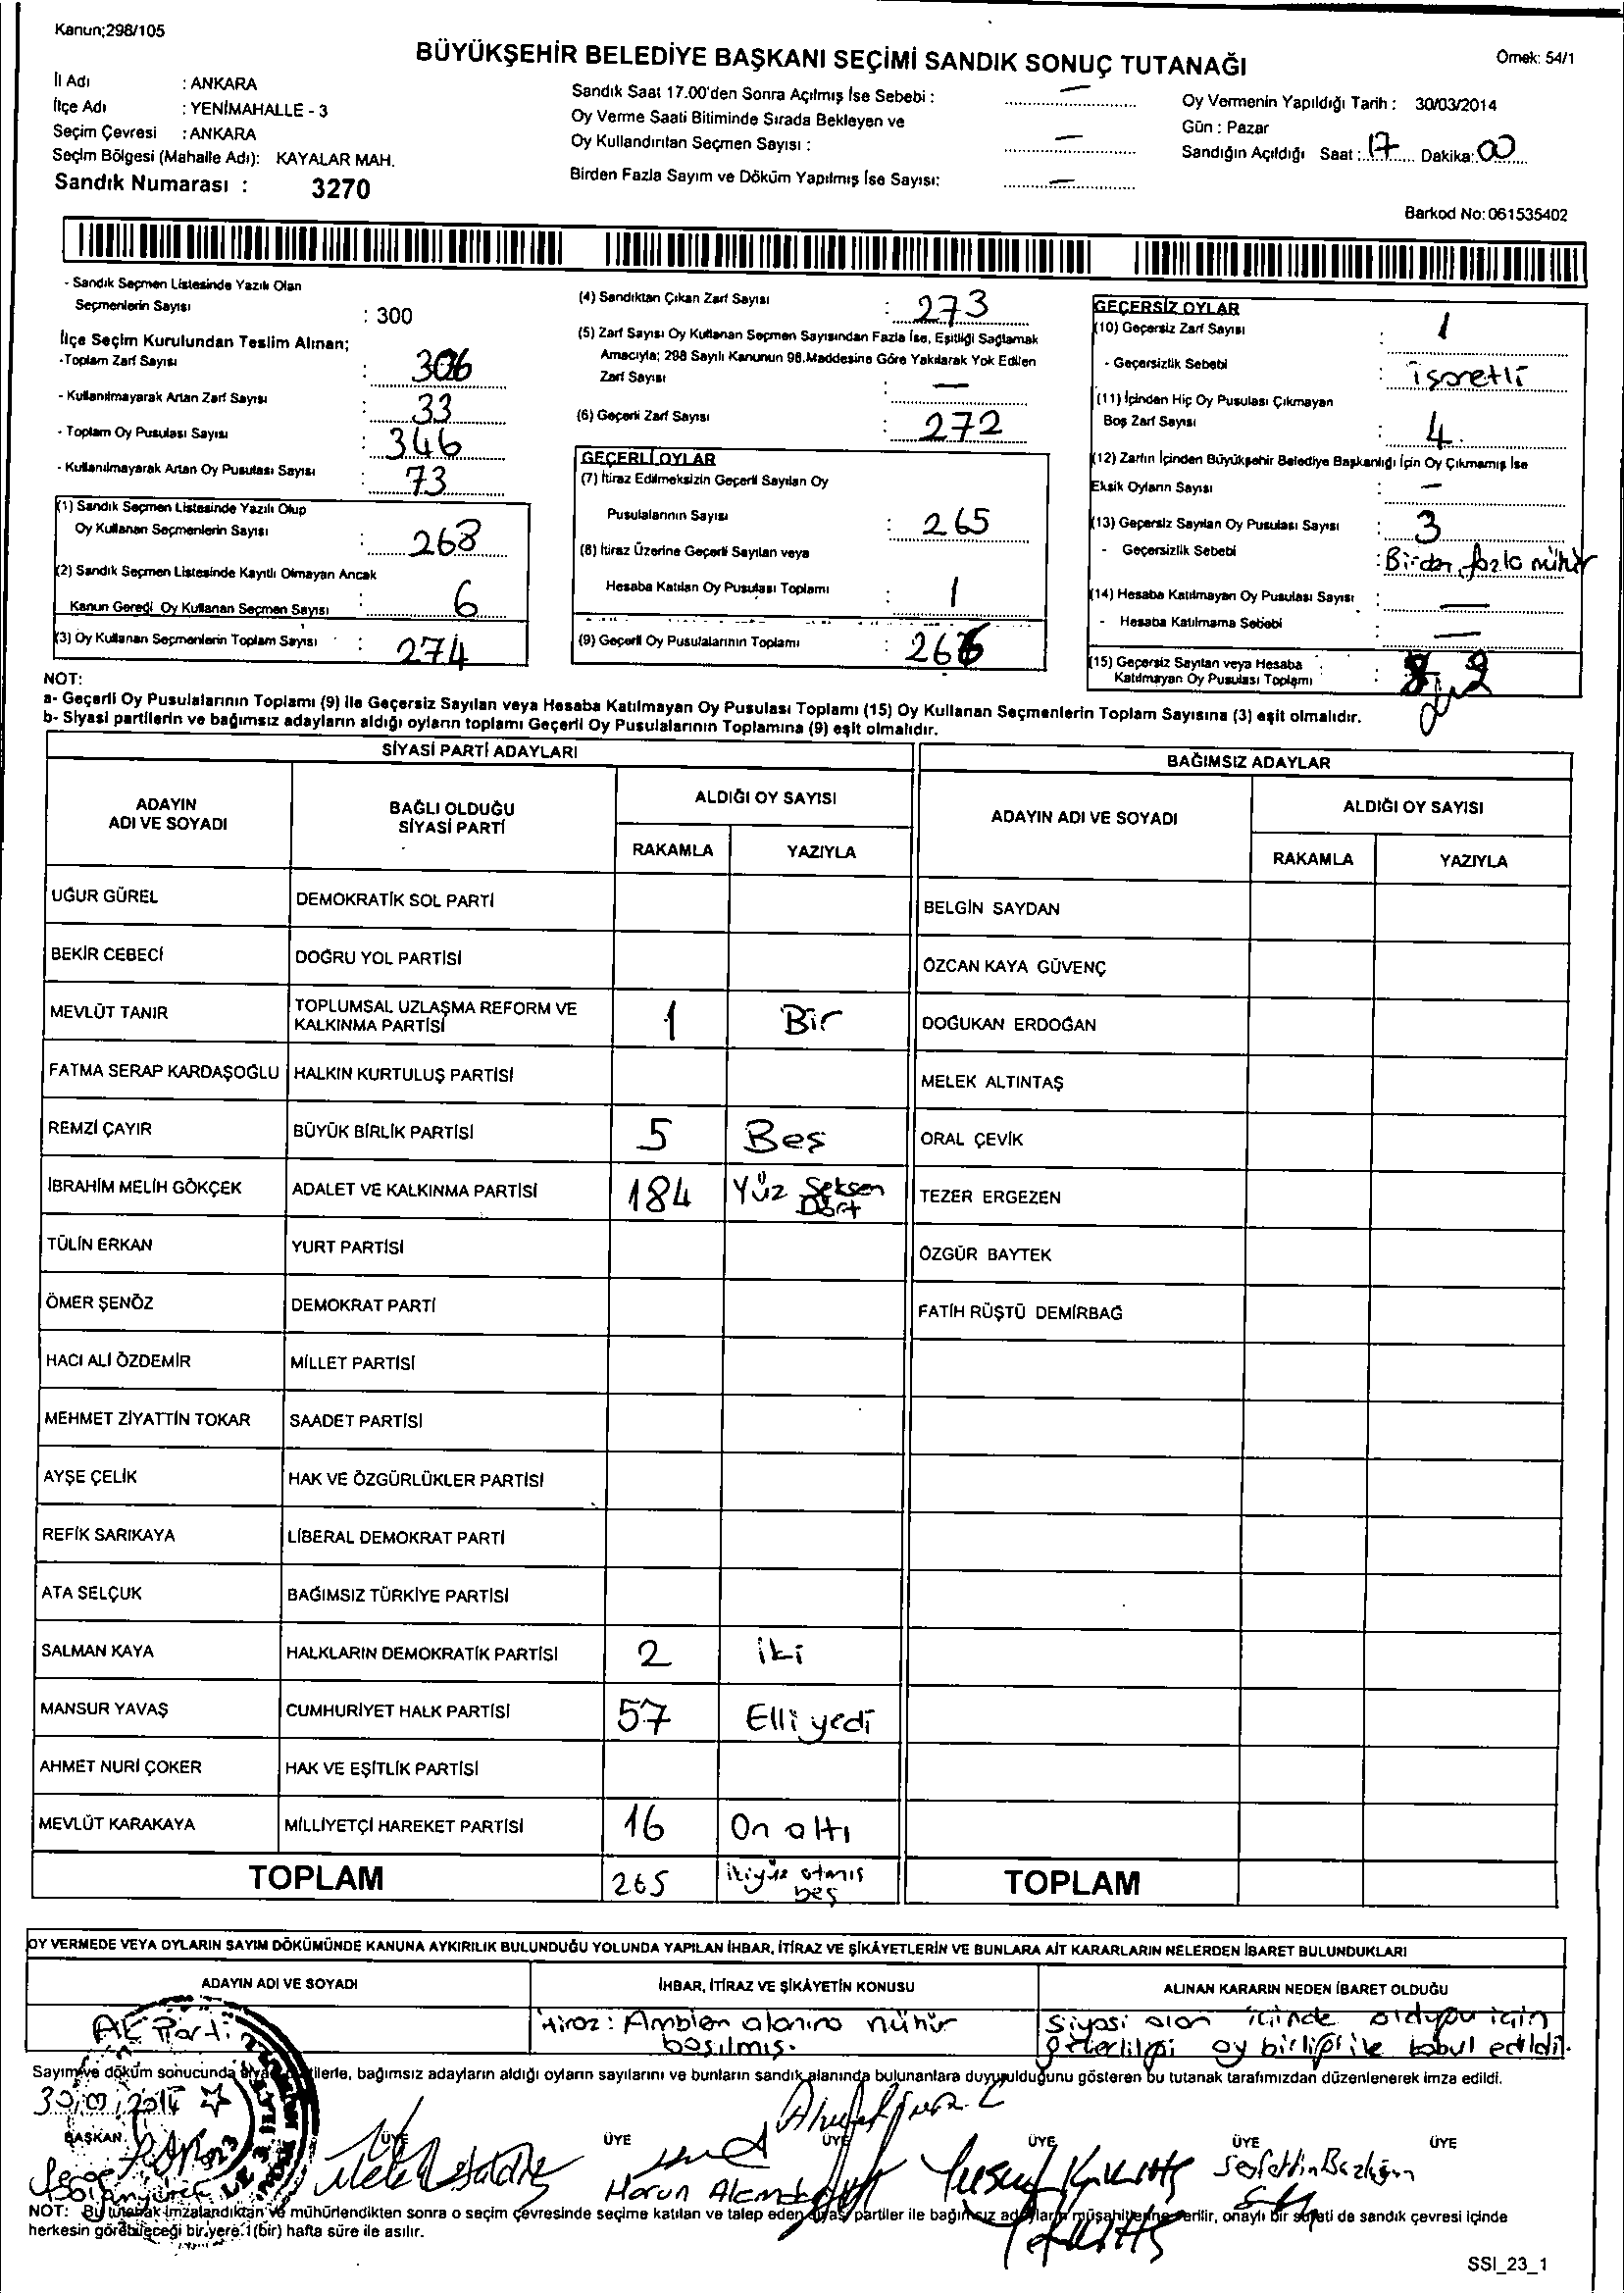 Kanun;298/105
BÜYÜKŞEHİR BELEDİYE BAŞKANI SEÇİMİ SANDIK SONUÇ TUTANAĞI
Örnek: 54/1
İl Adı : ANKARA
İlçe Adı : YENİMAHALLE - 3
Seçim Çevresi : ANKARA
Seçim Bölgesi (Mahalle Adı): KAYALAR MAH.
Sandık Numarası : 3270
Sandık Saat 17.00'den Sonra Açılmış İse Sebebi : —
Oy Verme Saati Bitiminde Sırada Bekleyen ve
Oy Kullandırılan Seçmen Sayısı : —
Birden Fazla Sayım ve Döküm Yapılmış İse Sayısı: —
Oy Vermenin Yapıldığı Tarih : 30/03/2014
Gün : Pazar
Sandığın Açıldığı Saat : 17 Dakika: 00
Barkod No: 061535402
- Sandık Seçmen Listesinde Yazılı Olan
Seçmenlerin Sayısı : 300
İlçe Seçim Kurulundan Teslim Alınan;
-Toplam Zarf Sayısı : 306
- Kullanılmayarak Artan Zarf Sayısı : 33
- Toplam Oy Pusulası Sayısı : 346
- Kullanılmayarak Artan Oy Pusulası Sayısı : 73
(1) Sandık Seçmen Listesinde Yazılı Olup
Oy Kullanan Seçmenlerin Sayısı : 268
(2) Sandık Seçmen Listesinde Kayıtlı Olmayan Ancak
Kanun Gereği Oy Kullanan Seçmen Sayısı : 6
(3) Oy Kullanan Seçmenlerin Toplam Sayısı : 274
(4) Sandıktan Çıkan Zarf Sayısı : 273
(5) Zarf Sayısı Oy Kullanan Seçmen Sayısından Fazla İse, Eşitliği Sağlamak
Amacıyla; 298 Sayılı Kanunun 98.Maddesine Göre Yakılarak Yok Edilen
Zarf Sayısı : —
(6) Geçerli Zarf Sayısı : 272
GEÇERLİ OYLAR
(7) İtiraz Edilmeksizin Geçerli Sayılan Oy
Pusulalarının Sayısı : 265
(8) İtiraz Üzerine Geçerli Sayılan veya
Hesaba Katılan Oy Pusulası Toplamı : 1
(9) Geçerli Oy Pusulalarının Toplamı : 266
GEÇERSİZ OYLAR
(10) Geçersiz Zarf Sayısı : 1
- Geçersizlik Sebebi : işaretli
(11) İçinden Hiç Oy Pusulası Çıkmayan
Boş Zarf Sayısı : 4
(12) Zarfın İçinden Büyükşehir Belediye Başkanlığı İçin Oy Çıkmamış İse
Eksik Oyların Sayısı : —
(13) Geçersiz Sayılan Oy Pusulası Sayısı : 3
- Geçersizlik Sebebi : Birden fazla mühür
(14) Hesaba Katılmayan Oy Pusulası Sayısı : —
- Hesaba Katılmama Sebebi : —
(15) Geçersiz Sayılan veya Hesaba
Katılmayan Oy Pusulası Toplamı :
NOT:
a- Geçerli Oy Pusulalarının Toplamı (9) ile Geçersiz Sayılan veya Hesaba Katılmayan Oy Pusulası Toplamı (15) Oy Kullanan Seçmenlerin Toplam Sayısına (3) eşit olmalıdır.
b- Siyasi partilerin ve bağımsız adayların aldığı oyların toplamı Geçerli Oy Pusulalarının Toplamına (9) eşit olmalıdır.
SİYASİ PARTİ ADAYLARI
BAĞIMSIZ ADAYLAR
ADAYIN ADI VE SOYADI
BAĞLI OLDUĞU SİYASİ PARTİ
ALDIĞI OY SAYISI
RAKAMLA YAZIYLA
ADAYIN ADI VE SOYADI
ALDIĞI OY SAYISI
RAKAMLA YAZIYLA
UĞUR GÜREL DEMOKRATİK SOL PARTİ BELGİN SAYDAN
BEKİR CEBECİ DOĞRU YOL PARTİSİ ÖZCAN KAYA GÜVENÇ
MEVLÜT TANIR TOPLUMSAL UZLAŞMA REFORM VE KALKINMA PARTİSİ 1 Bir DOĞUKAN ERDOĞAN
FATMA SERAP KARDAŞOĞLU HALKIN KURTULUŞ PARTİSİ MELEK ALTINTAŞ
REMZİ ÇAYIR BÜYÜK BİRLİK PARTİSİ 5 Beş ORAL ÇEVİK
İBRAHİM MELİH GÖKÇEK ADALET VE KALKINMA PARTİSİ 184 Yüz Seksen Dört TEZER ERGEZEN
TÜLİN ERKAN YURT PARTİSİ ÖZGÜR BAYTEK
ÖMER ŞENÖZ DEMOKRAT PARTİ FATİH RÜŞTÜ DEMİRBAĞ
HACI ALİ ÖZDEMİR MİLLET PARTİSİ
MEHMET ZİYATTİN TOKAR SAADET PARTİSİ
AYŞE ÇELİK HAK VE ÖZGÜRLÜKLER PARTİSİ
REFİK SARIKAYA LİBERAL DEMOKRAT PARTİ
ATA SELÇUK BAĞIMSIZ TÜRKİYE PARTİSİ
SALMAN KAYA HALKLARIN DEMOKRATİK PARTİSİ 2 iki
MANSUR YAVAŞ CUMHURİYET HALK PARTİSİ 57 Elli yedi
AHMET NURİ ÇOKER HAK VE EŞİTLİK PARTİSİ
MEVLÜT KARAKAYA MİLLİYETÇİ HAREKET PARTİSİ 16 On altı
TOPLAM 265 ikiyüz atmış beş TOPLAM
OY VERMEDE VEYA OYLARIN SAYIM DÖKÜMÜNDE KANUNA AYKIRILIK BULUNDUĞU YOLUNDA YAPILAN İHBAR, İTİRAZ VE ŞİKÂYETLERİN VE BUNLARA AİT KARARLARIN NELERDEN İBARET BULUNDUKLARI
ADAYIN ADI VE SOYADI İHBAR, İTİRAZ VE ŞİKÂYETİN KONUSU ALINAN KARARIN NEDEN İBARET OLDUĞU
AK Parti itiraz: Amblem alanına mühür basılmış. Siyasi alan içinde olduğu için oy birliği ile kabul edildi.
Sayım ve döküm sonucunda siyasi partilerle, bağımsız adayların aldığı oyların sayılarını ve bunların sandık alanında bulunanlara duyurulduğunu gösteren bu tutanak tarafımızdan düzenlenerek imza edildi.
30/03/2014
BAŞKAN ÜYE ÜYE ÜYE ÜYE ÜYE ÜYE
Harun
Yusuf
NOT: Bu tutanak imzalandıktan ve mühürlendikten sonra o seçim çevresinde seçime katılan ve talep eden siyasi partiler ile bağımsız adayların müşahitlerine verilir, onaylı bir sureti de sandık çevresi içinde
herkesin görebileceği bir yere 1 (bir) hafta süre ile asılır.
SSI_23_1